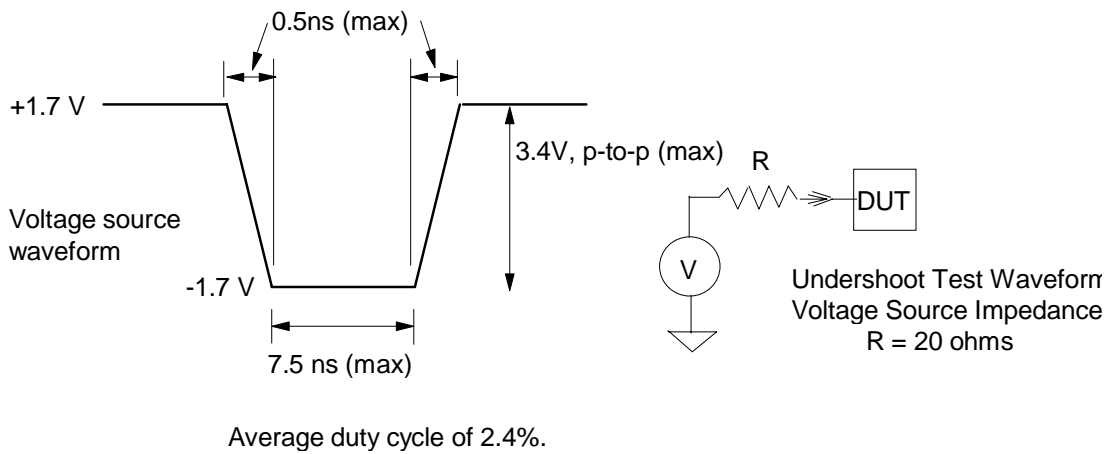 0.5ns (max)
+1.7 V
3.4V, p-to-p (max)
R
DUT
Voltage source
waveform
V
-1.7 V
Undershoot Test Waveform
Voltage Source Impedance
R = 20 ohms
7.5 ns (max)
Average duty cycle of 2.4%.